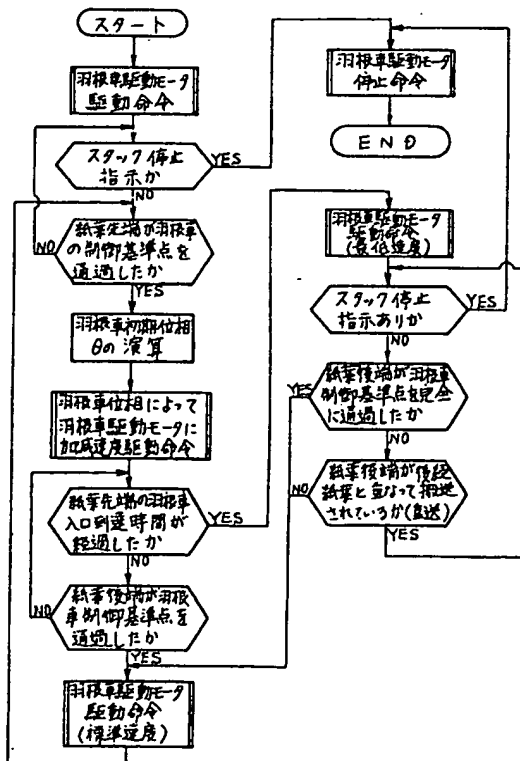 スタート
羽根車駆動モータ
駆動命令
スタック停止
指示か
YES
NO
紙葉先端が羽根車
の制御基準点を
通過したか
NO
YES
羽根車初期位相
θの演算
羽根車位相によって
羽根車駆動モータに
加減速度駆動命令
紙葉先端の羽根車
入口到達時間が
経過したか
YES
NO
紙葉後端が羽根
車制御基準点を
通過したか
NO
YES
羽根車駆動モータ
駆動命令
(標準速度)
羽根車駆動モータ
停止命令
END
羽根車駆動モータ
駆動命令
(最低速度)
スタック停止
指示ありか
YES
NO
紙葉後端が羽根車
制御基準点を完全
に通過したか
YES
NO
紙葉後端が後続
紙葉と重なって搬送
されているか(重送)
NO
YES